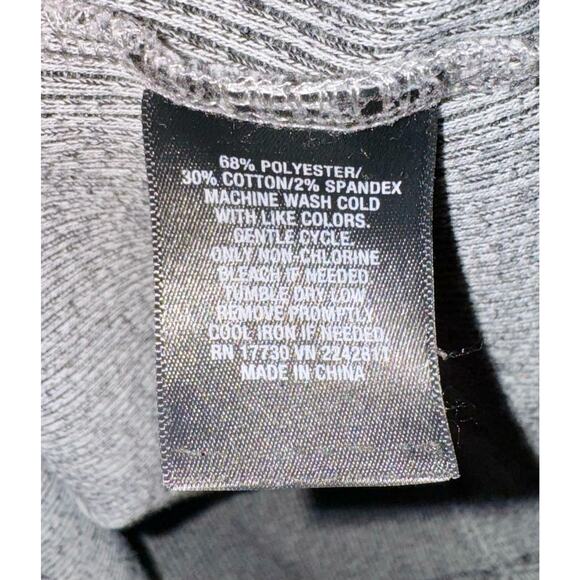 68% POLYESTER/
30% COTTON/2% SPANDEX
MACHINE WASH COLD
WITH LIKE COLORS.
GENTLE CYCLE.
ONLY NON-CHLORINE
BLEACH IF NEEDED.
TUMBLE DRY LOW.
REMOVE PROMPTLY.
COOL IRON IF NEEDED.
RN 17730 VN 2242811
MADE IN CHINA